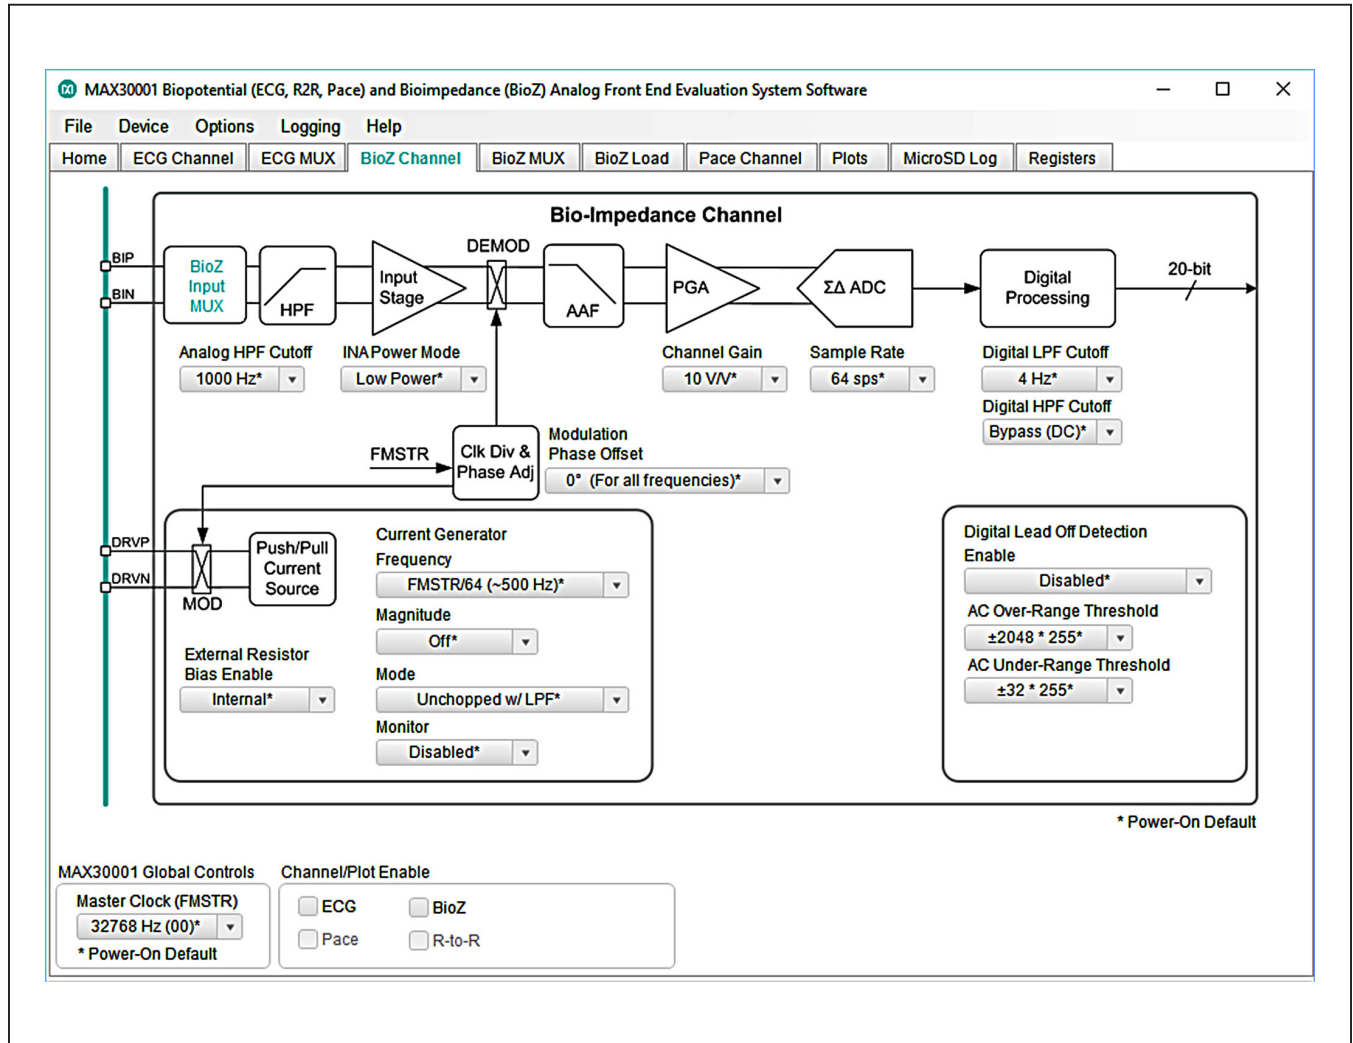 MAX30001 Biopotential (ECG, R2R, Pace) and Bioimpedance (BioZ) Analog Front End Evaluation System Software
File Device Options Logging Help
Home ECG Channel ECG MUX BioZ Channel BioZ MUX BioZ Load Pace Channel Plots MicroSD Log Registers
Bio-Impedance Channel
BIP
BIN
BioZ
Input
MUX
HPF
Input
Stage
DEMOD
AAF
PGA
ΣΔ ADC
Digital
Processing
20-bit
Analog HPF Cutoff
1000 Hz*
INA Power Mode
Low Power*
Channel Gain
10 V/V*
Sample Rate
64 sps*
Digital LPF Cutoff
4 Hz*
Digital HPF Cutoff
Bypass (DC)*
FMSTR
Clk Div &
Phase Adj
Modulation
Phase Offset
0° (For all frequencies)*
DRVP
DRVN
MOD
Push/Pull
Current
Source
External Resistor
Bias Enable
Internal*
Current Generator
Frequency
FMSTR/64 (~500 Hz)*
Magnitude
Off*
Mode
Unchopped w/ LPF*
Monitor
Disabled*
Digital Lead Off Detection
Enable
Disabled*
AC Over-Range Threshold
±2048 * 255*
AC Under-Range Threshold
±32 * 255*
* Power-On Default
MAX30001 Global Controls
Master Clock (FMSTR)
32768 Hz (00)*
* Power-On Default
Channel/Plot Enable
ECG BioZ
Pace R-to-R